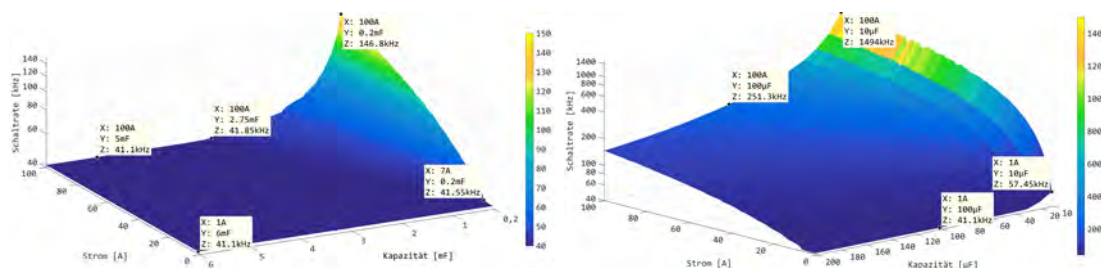 X: 100A
Y: 0.2mF
Z: 146.8kHz
X: 100A
Y: 2.75mF
Z: 41.85kHz
X: 100A
Y: 5mF
Z: 41.1kHz
X: 7A
Y: 0.2mF
Z: 41.55kHz
X: 1A
Y: 6mF
Z: 41.1kHz
Schaltrate [kHz]
140
120
100
80
60
40
100
80
60
40
20
0
Strom [A]
6
5
4
3
2
1
0,2
Kapazität [mF]
150
140
130
120
110
100
90
80
70
60
50
40
X: 100A
Y: 10µF
Z: 1494kHz
X: 100A
Y: 100µF
Z: 251.3kHz
X: 1A
Y: 10µF
Z: 57.45kHz
X: 1A
Y: 100µF
Z: 41.1kHz
Schaltrate [kHz]
1400
1000
800
600
400
200
100
80
60
40
100
80
60
40
20
0
Strom [A]
200
180
160
140
120
100
80
60
40
20
10
Kapazität [µF]
140
120
100
800
600
400
200